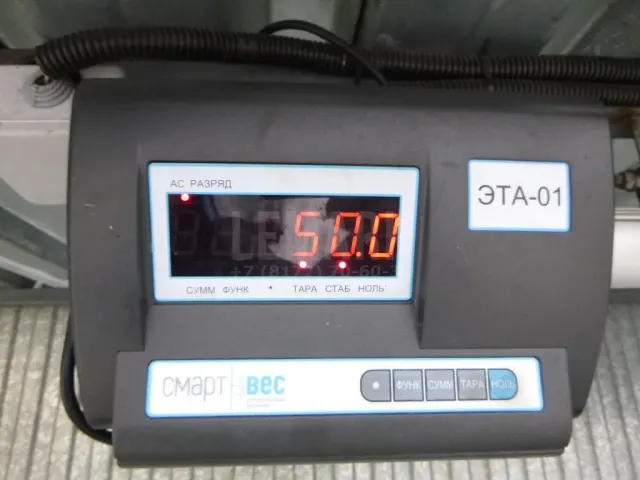 АС РАЗРЯД
ЭТА-01
50.0
СУММ ФУНК * ТАРА СТАБ НОЛЬ
СМАРТ ВЕС
* ФУНК СУММ ТАРА НОЛЬ